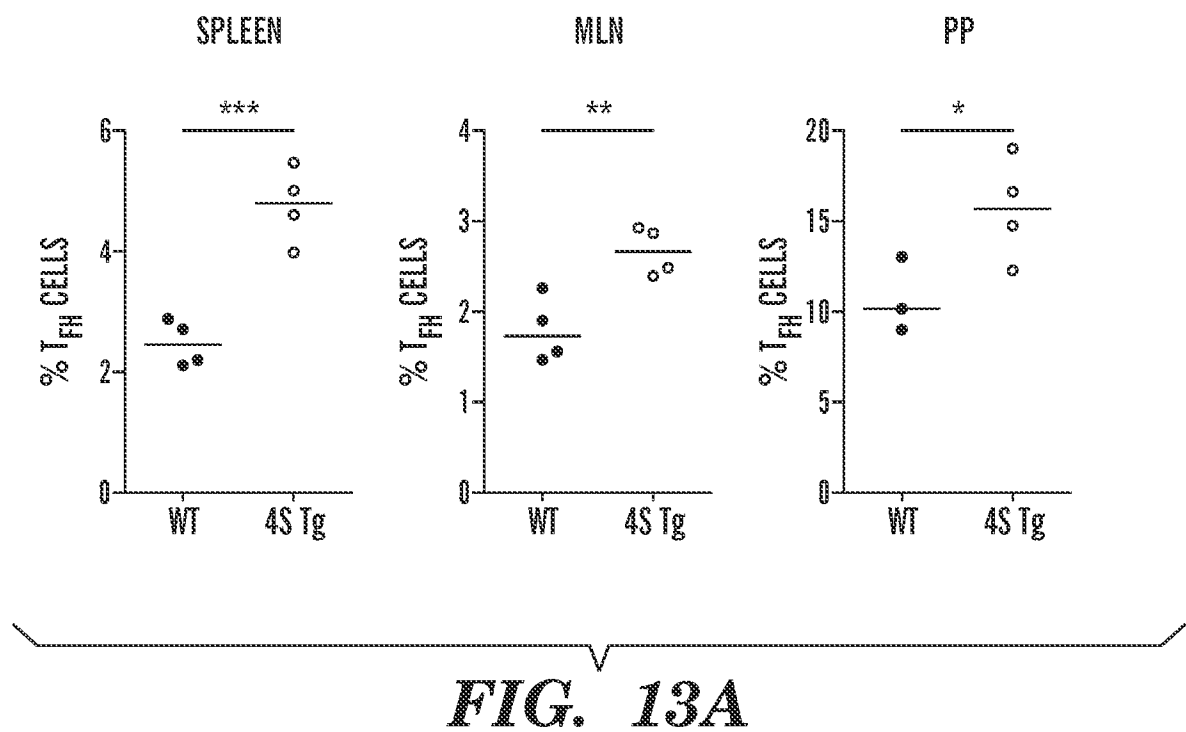 SPLEEN
***
6
4
2
0
% TFH CELLS
WT 4S Tg
MLN
**
4
3
2
1
0
% TFH CELLS
WT 4S Tg
PP
*
20
15
10
5
0
% TFH CELLS
WT 4S Tg
FIG. 13A